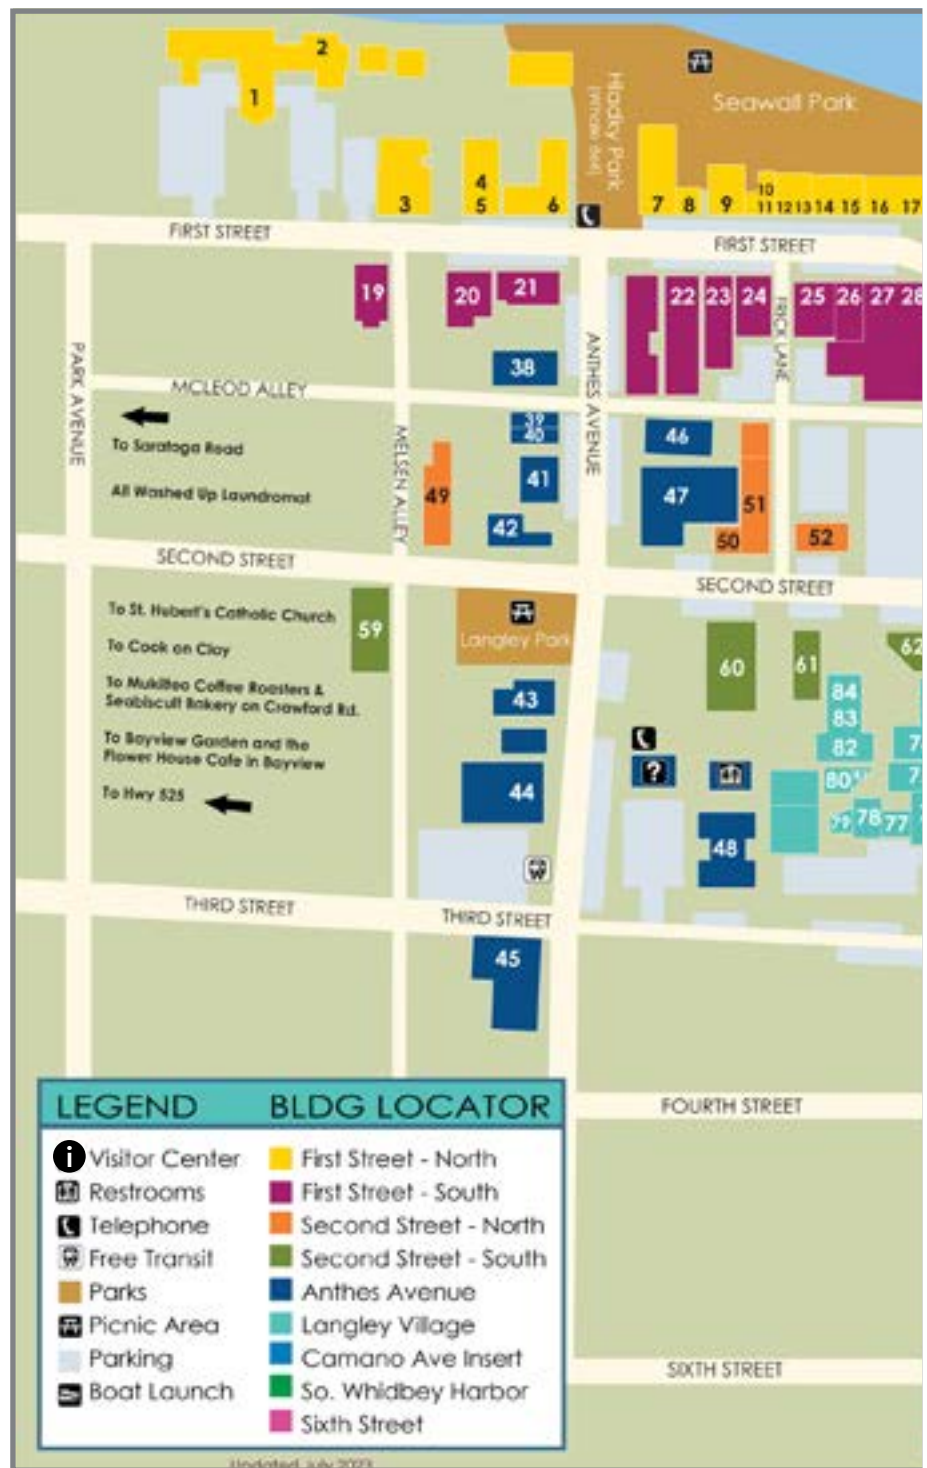 2
1
Seawall Park
Hladky Park
(Whale Bell)
3
4
5
6
7
8
9
10
11 12 13 14 15 16 17
FIRST STREET
FIRST STREET
19
20
21
22 23 24 25 26 27 28
PARK AVENUE
ANTHES AVENUE
FRICK LANE
38
MCLEOD ALLEY
39
40
46
To Saratoga Road
MELSEN ALLEY
41
All Washed Up Laundromat
49
47
51
42
50
52
SECOND STREET
SECOND STREET
To St. Hubert's Catholic Church
59
Langley Park
To Cook on Clay
60
61
62
To Mukilteo Coffee Roasters &
Seabiscuit Bakery on Crawford Rd.
43
84
83
To Bayview Garden and the
Flower House Cafe in Bayview
82
?
To Hwy 525
44
80
79 78 77
48
THIRD STREET
THIRD STREET
45
LEGEND
i Visitor Center
Restrooms
Telephone
Free Transit
Parks
Picnic Area
Parking
Boat Launch
BLDG LOCATOR
First Street - North
First Street - South
Second Street - North
Second Street - South
Anthes Avenue
Langley Village
Camano Ave Insert
So. Whidbey Harbor
Sixth Street
FOURTH STREET
SIXTH STREET
Updated July 2023